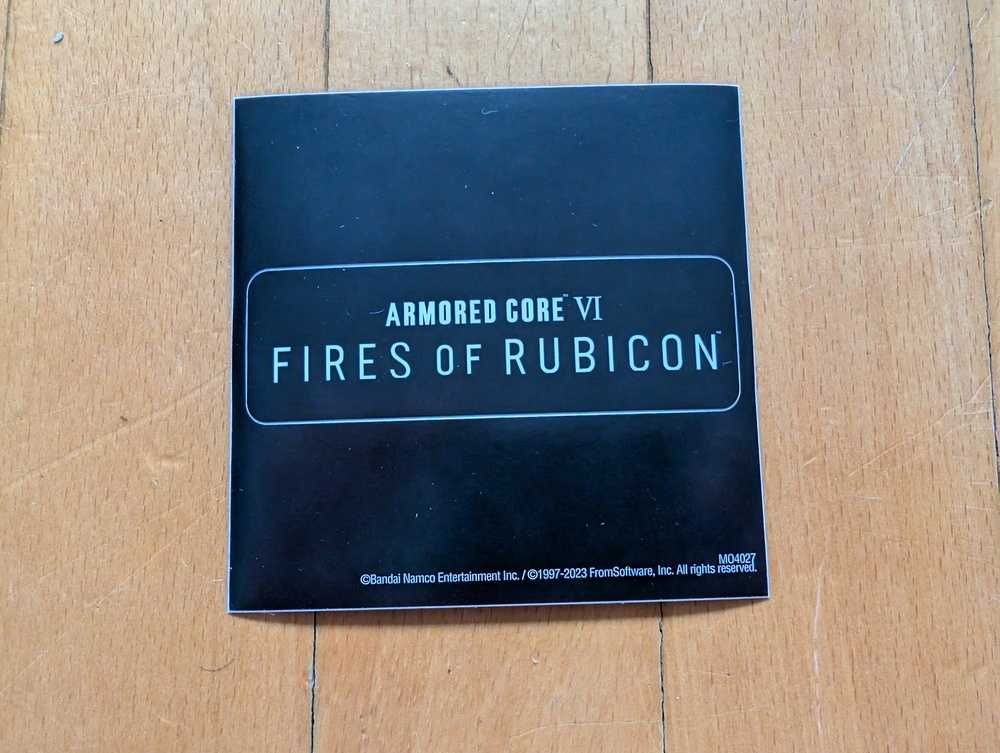 ARMORED CORE™ VI
FIRES OF RUBICON™
MO4027
©Bandai Namco Entertainment Inc. / ©1997-2023 FromSoftware, Inc. All rights reserved.